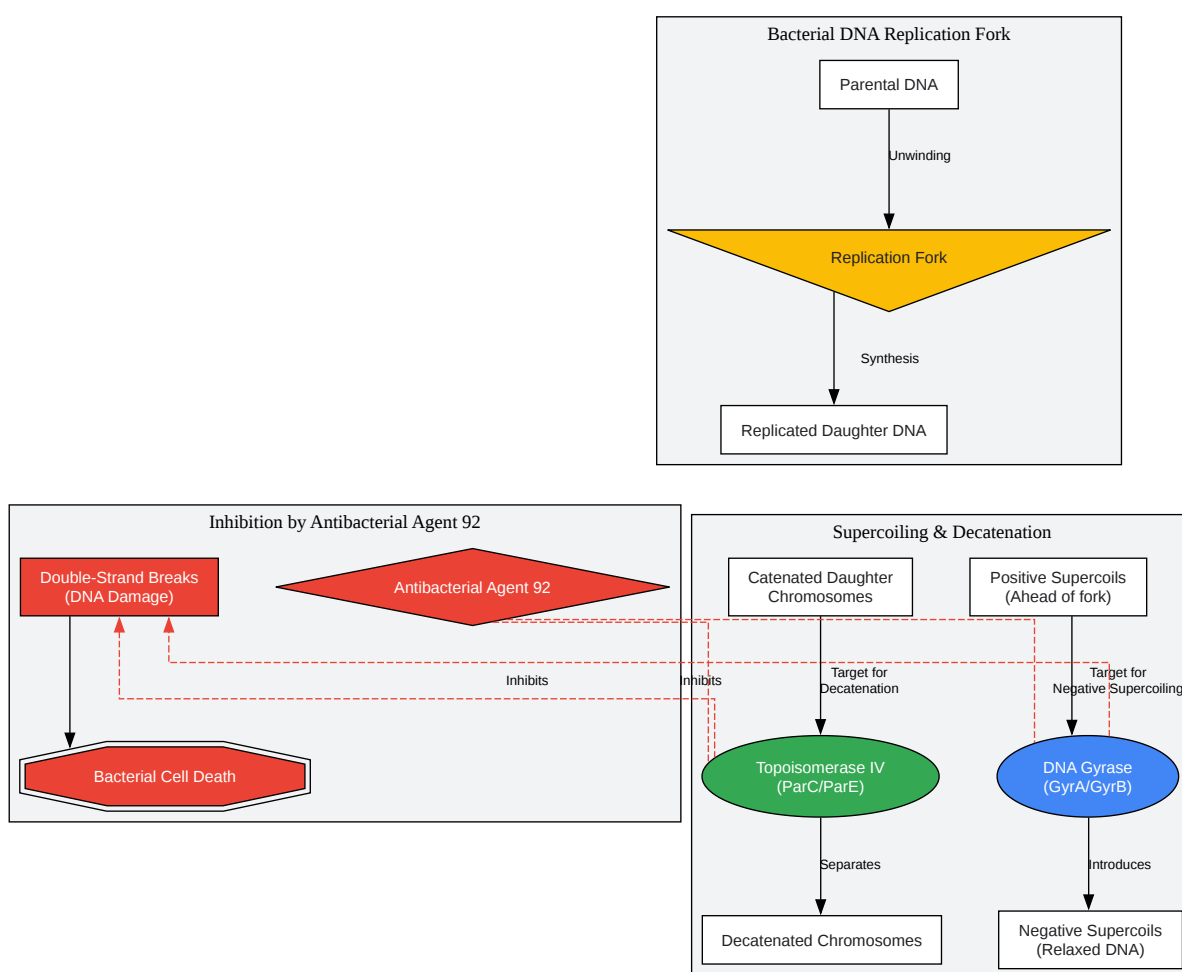 Bacterial DNA Replication Fork
Parental DNA
Unwinding
Replication Fork
Synthesis
Replicated Daughter DNA
Inhibition by Antibacterial Agent 92
Double-Strand Breaks
(DNA Damage)
Antibacterial Agent 92
Inhibits
Inhibits
Bacterial Cell Death
Supercoiling & Decatenation
Catenated Daughter
Chromosomes
Positive Supercoils
(Ahead of fork)
Target for
Decatenation
Target for
Negative Supercoiling
Topoisomerase IV
(ParC/ParE)
DNA Gyrase
(GyrA/GyrB)
Separates
Introduces
Decatenated Chromosomes
Negative Supercoils
(Relaxed DNA)